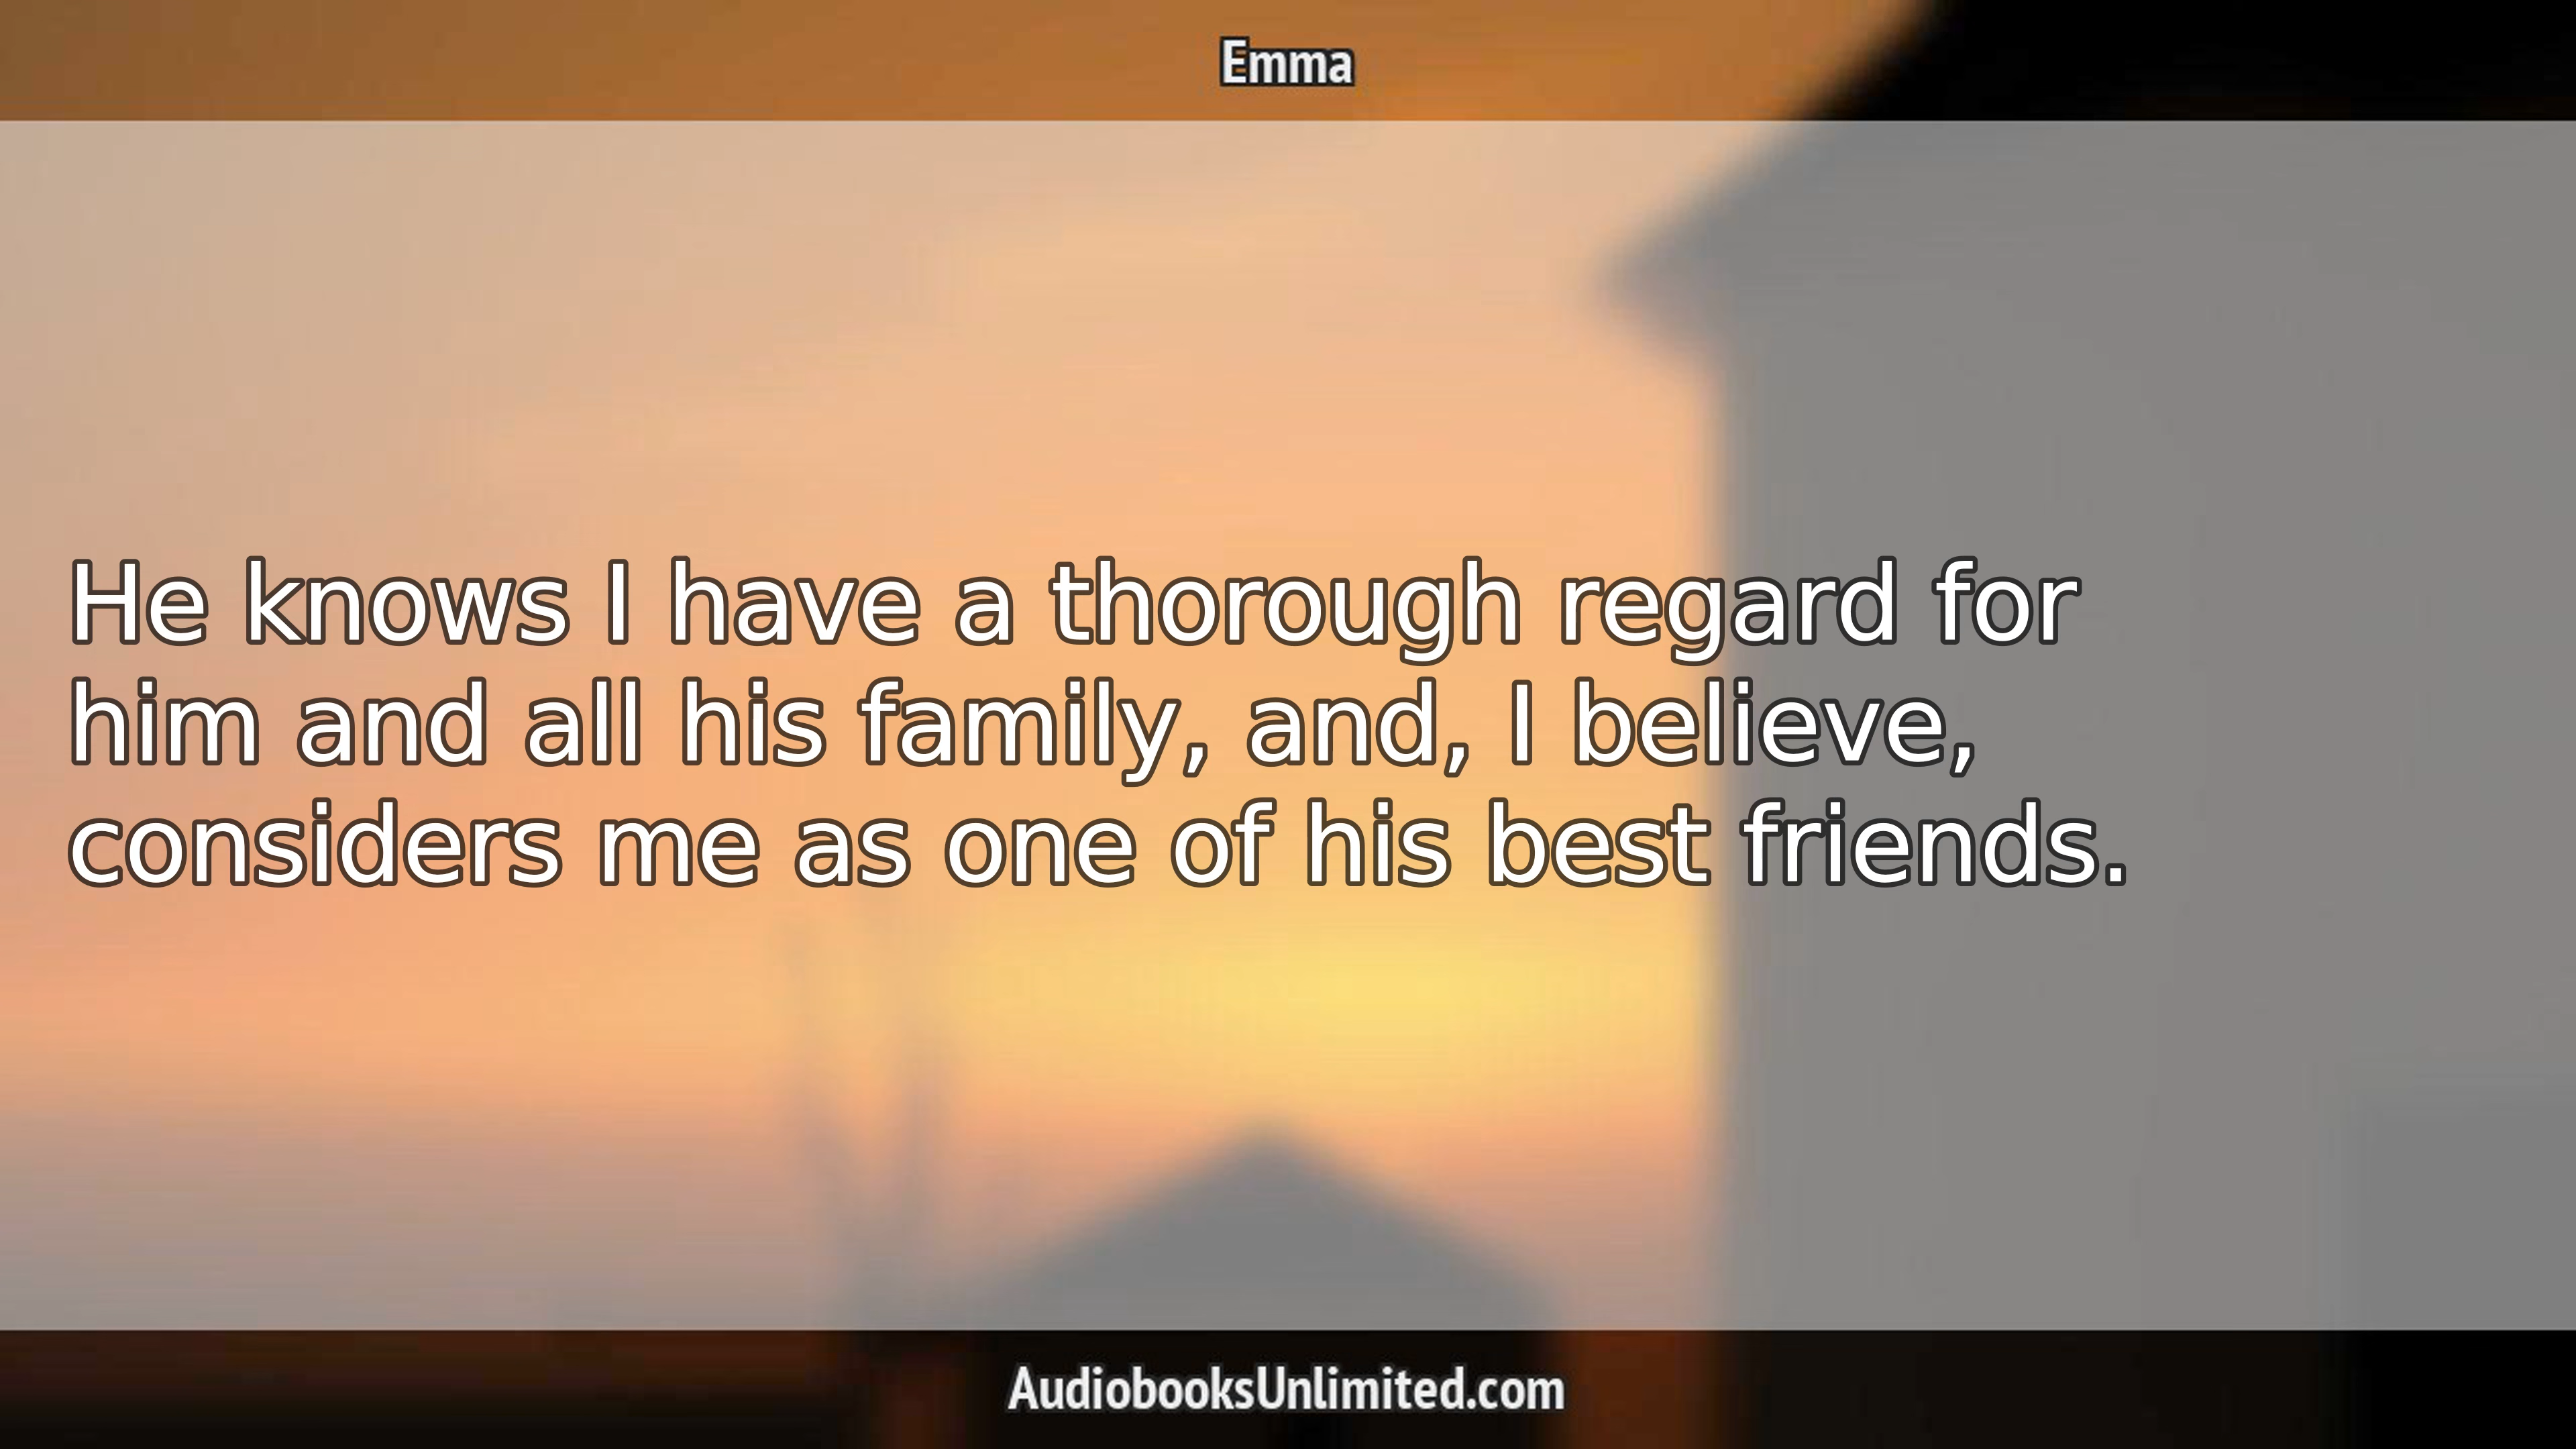 Emma
He knows I have a thorough regard for
him and all his family, and, I believe,
considers me as one of his best friends.
AudiobooksUnlimited.com